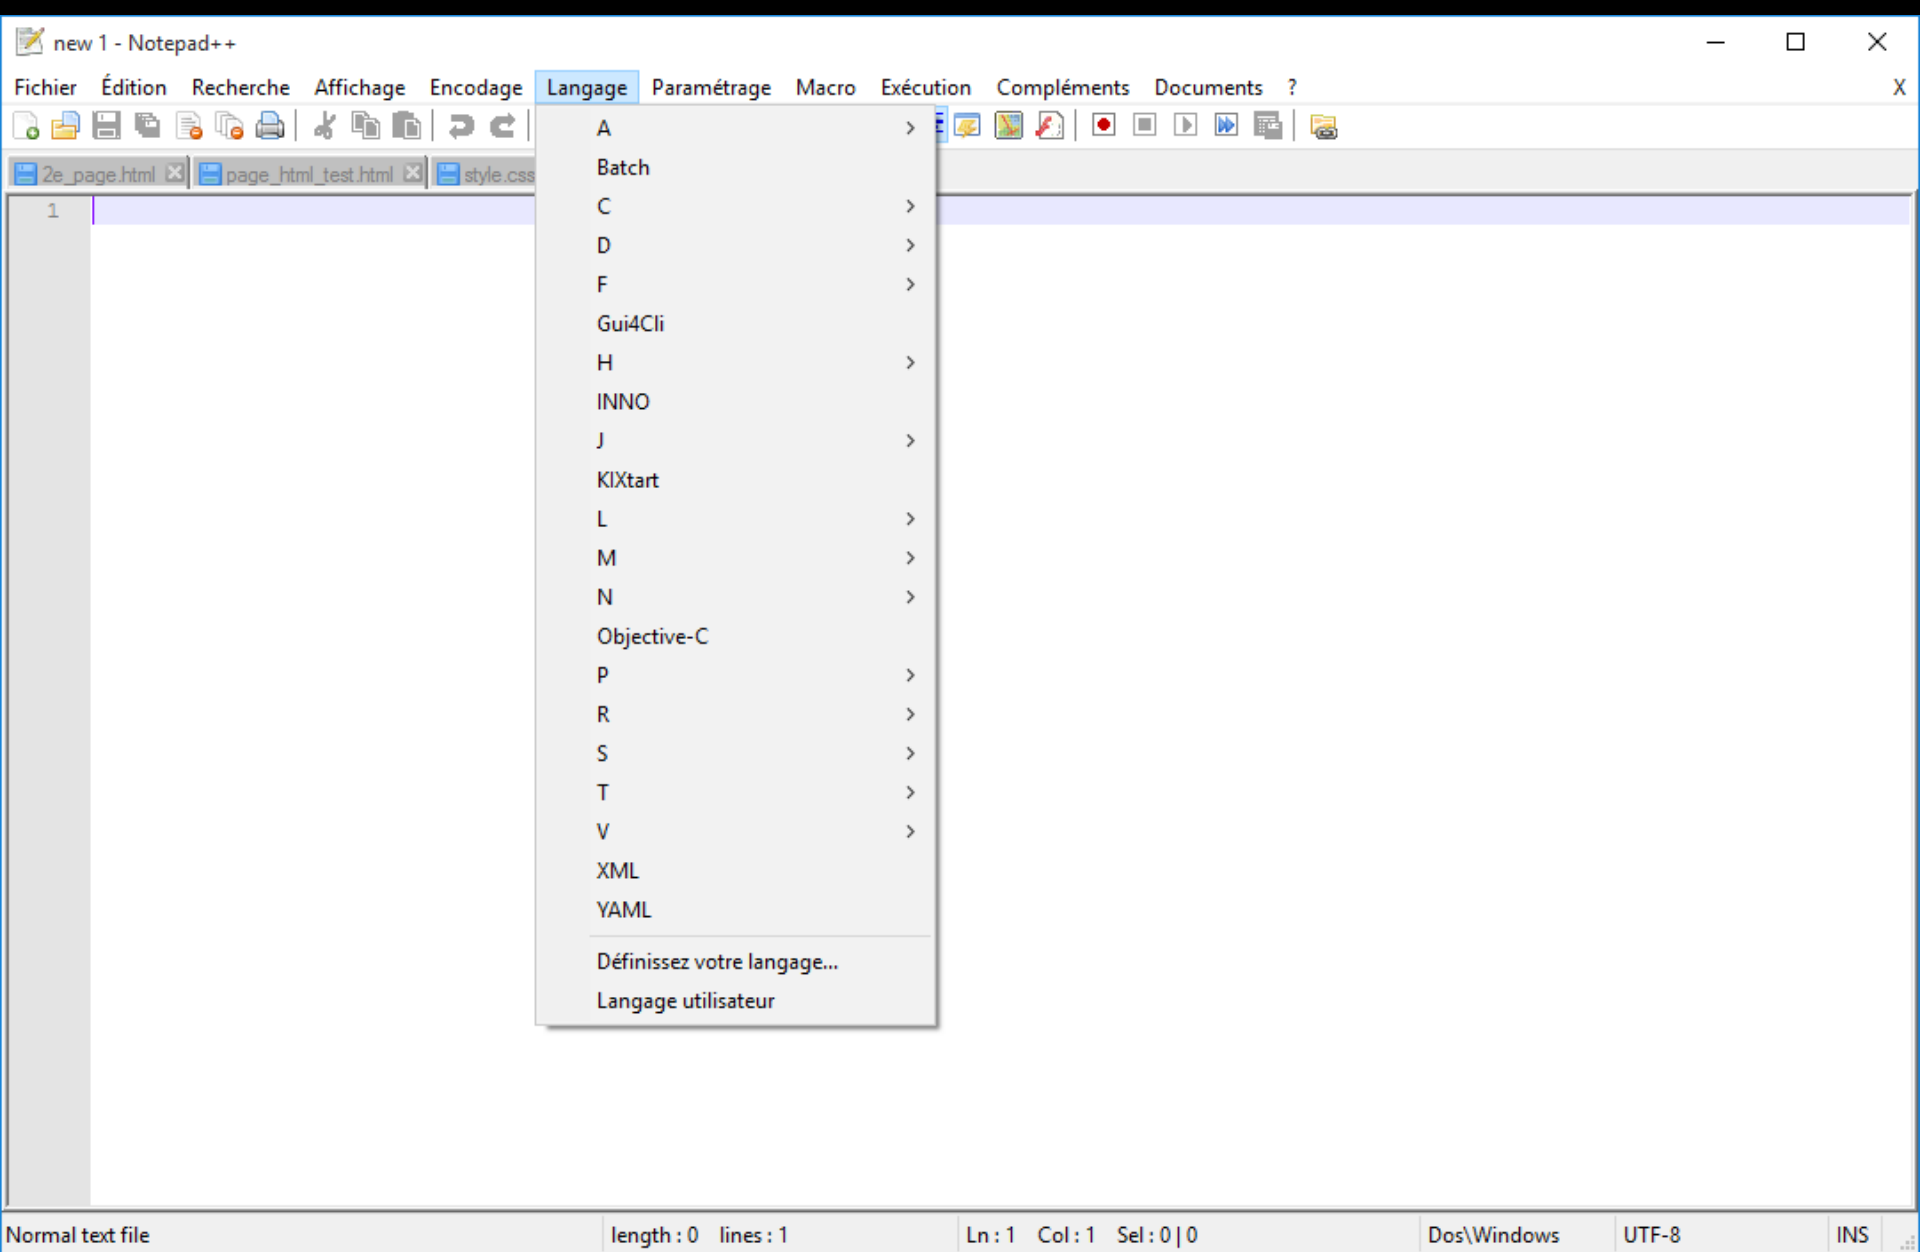 new 1 - Notepad++
Fichier Édition Recherche Affichage Encodage Langage Paramétrage Macro Exécution Compléments Documents ? X
2e_page.html page_html_test.html style.css
1
A
Batch
C
D
F
Gui4Cli
H
INNO
J
KIXtart
L
M
N
Objective-C
P
R
S
T
V
XML
YAML
Définissez votre langage...
Langage utilisateur
Normal text file length : 0 lines : 1 Ln : 1 Col : 1 Sel : 0 | 0 Dos\Windows UTF-8 INS